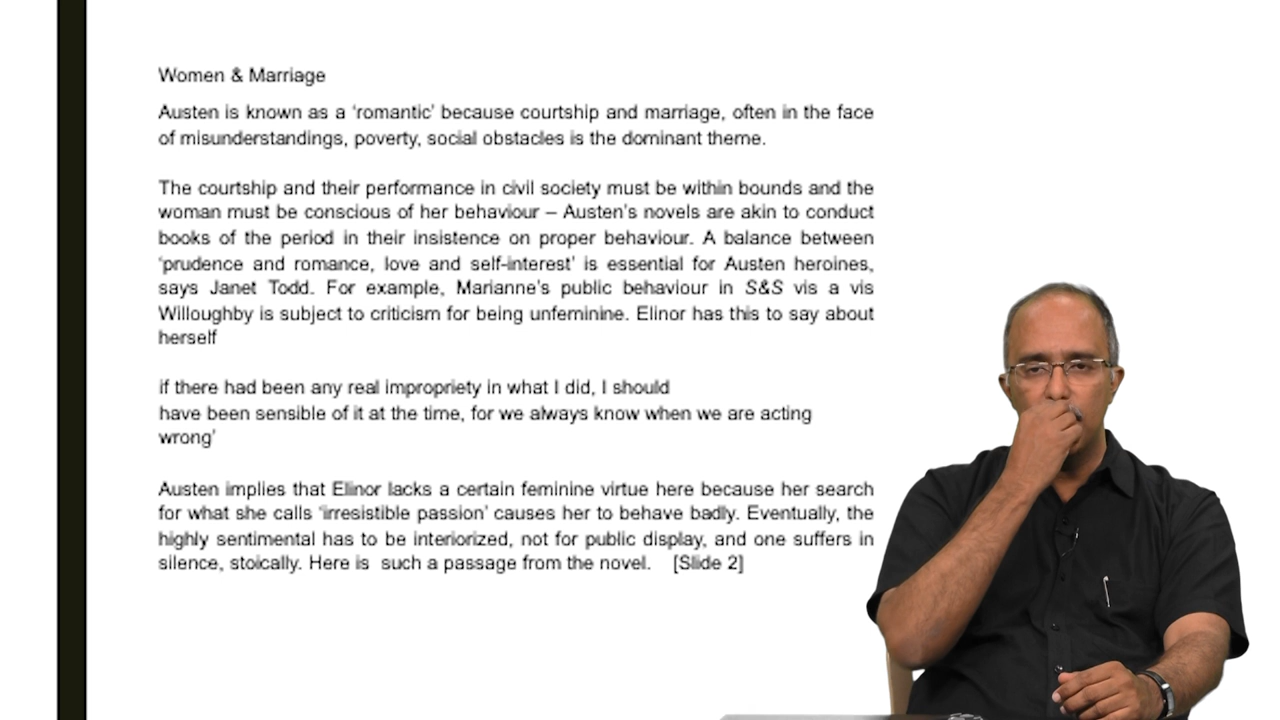 Women & Marriage
Austen is known as a ‘romantic’ because courtship and marriage, often in the face
of misunderstandings, poverty, social obstacles is the dominant theme.
The courtship and their performance in civil society must be within bounds and the
woman must be conscious of her behaviour – Austen’s novels are akin to conduct
books of the period in their insistence on proper behaviour. A balance between
‘prudence and romance, love and self-interest’ is essential for Austen heroines,
says Janet Todd. For example, Marianne’s public behaviour in S&S vis a vis
Willoughby is subject to criticism for being unfeminine. Elinor has this to say about
herself
if there had been any real impropriety in what I did, I should
have been sensible of it at the time, for we always know when we are acting
wrong’
Austen implies that Elinor lacks a certain feminine virtue here because her search
for what she calls ‘irresistible passion’ causes her to behave badly. Eventually, the
highly sentimental has to be interiorized, not for public display, and one suffers in
silence, stoically. Here is such a passage from the novel. [Slide 2]